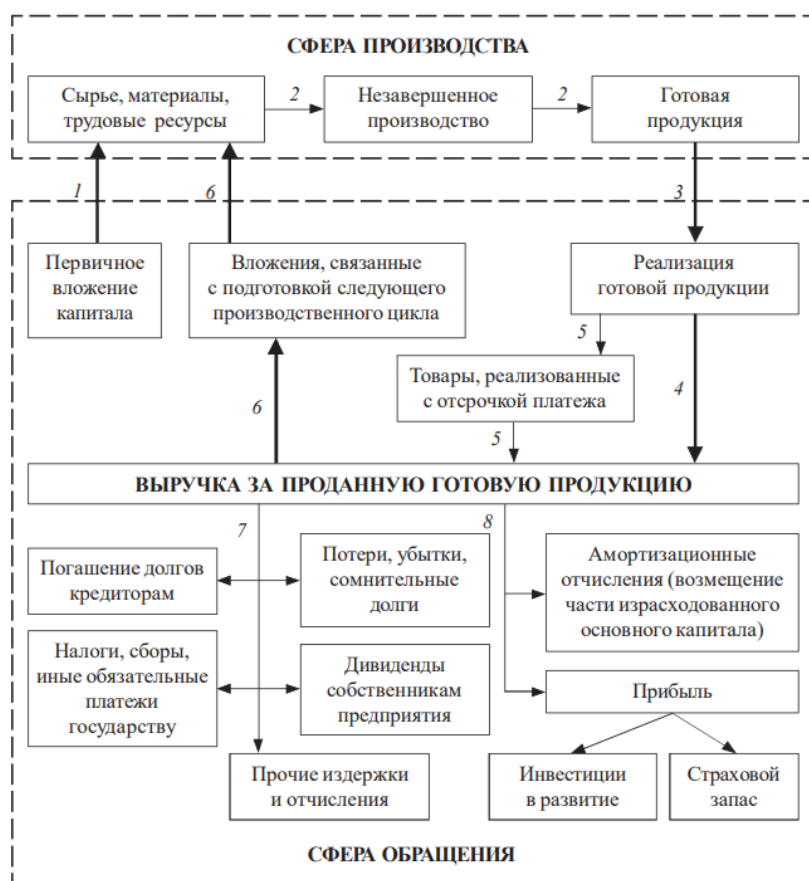 СФЕРА ПРОИЗВОДСТВА
Сырье, материалы,
трудовые ресурсы
2
Незавершенное
производство
2
Готовая
продукция
1
6
3
Первичное
вложение
капитала
Вложения, связанные
с подготовкой следующего
производственного цикла
Реализация
готовой продукции
5
Товары, реализованные
с отсрочкой платежа
4
6
5
ВЫРУЧКА ЗА ПРОДАННУЮ ГОТОВУЮ ПРОДУКЦИЮ
7
8
Погашение долгов
кредиторам
Потери, убытки,
сомнительные
долги
Амортизационные
отчисления (возмещение
части израсходованного
основного капитала)
Налоги, сборы,
иные обязательные
платежи
государству
Дивиденды
собственникам
предприятия
Прибыль
Прочие издержки
и отчисления
Инвестиции
в развитие
Страховой
запас
СФЕРА ОБРАЩЕНИЯ